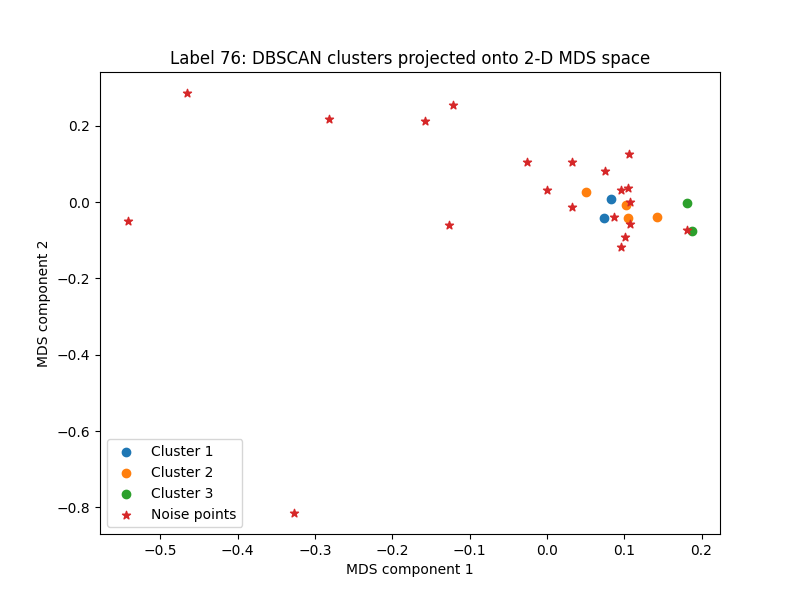 Label 76: DBSCAN clusters projected onto 2-D MDS space
0.2
0.0
−0.2
−0.4
−0.6
−0.8
MDS component 2
Cluster 1
Cluster 2
Cluster 3
Noise points
−0.5
−0.4
−0.3
−0.2
−0.1
0.0
0.1
0.2
MDS component 1